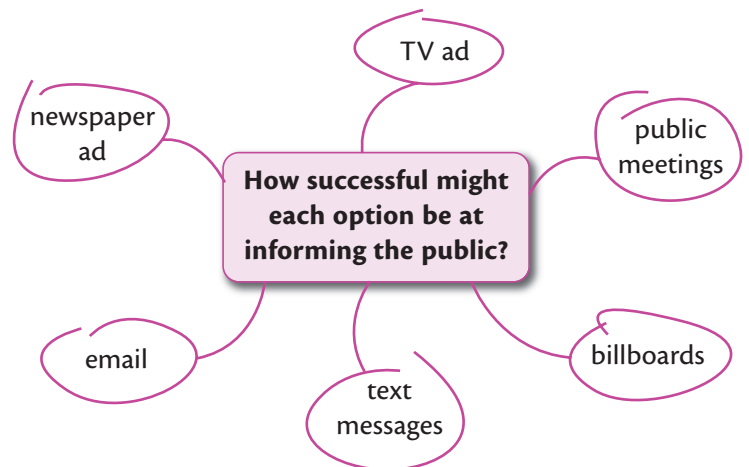 TV ad
newspaper
ad
public
meetings
How successful might
each option be at
informing the public?
email
billboards
text
messages